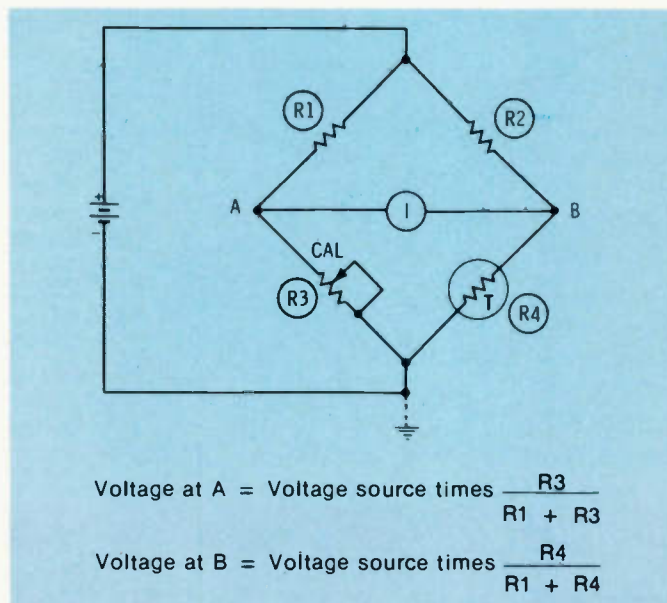 R1
R2
+
A
I
B
-
CAL
R3
T
R4
Voltage at A = Voltage source times R3
R1 + R3
Voltage at B = Voltage source times R4
R1 + R4